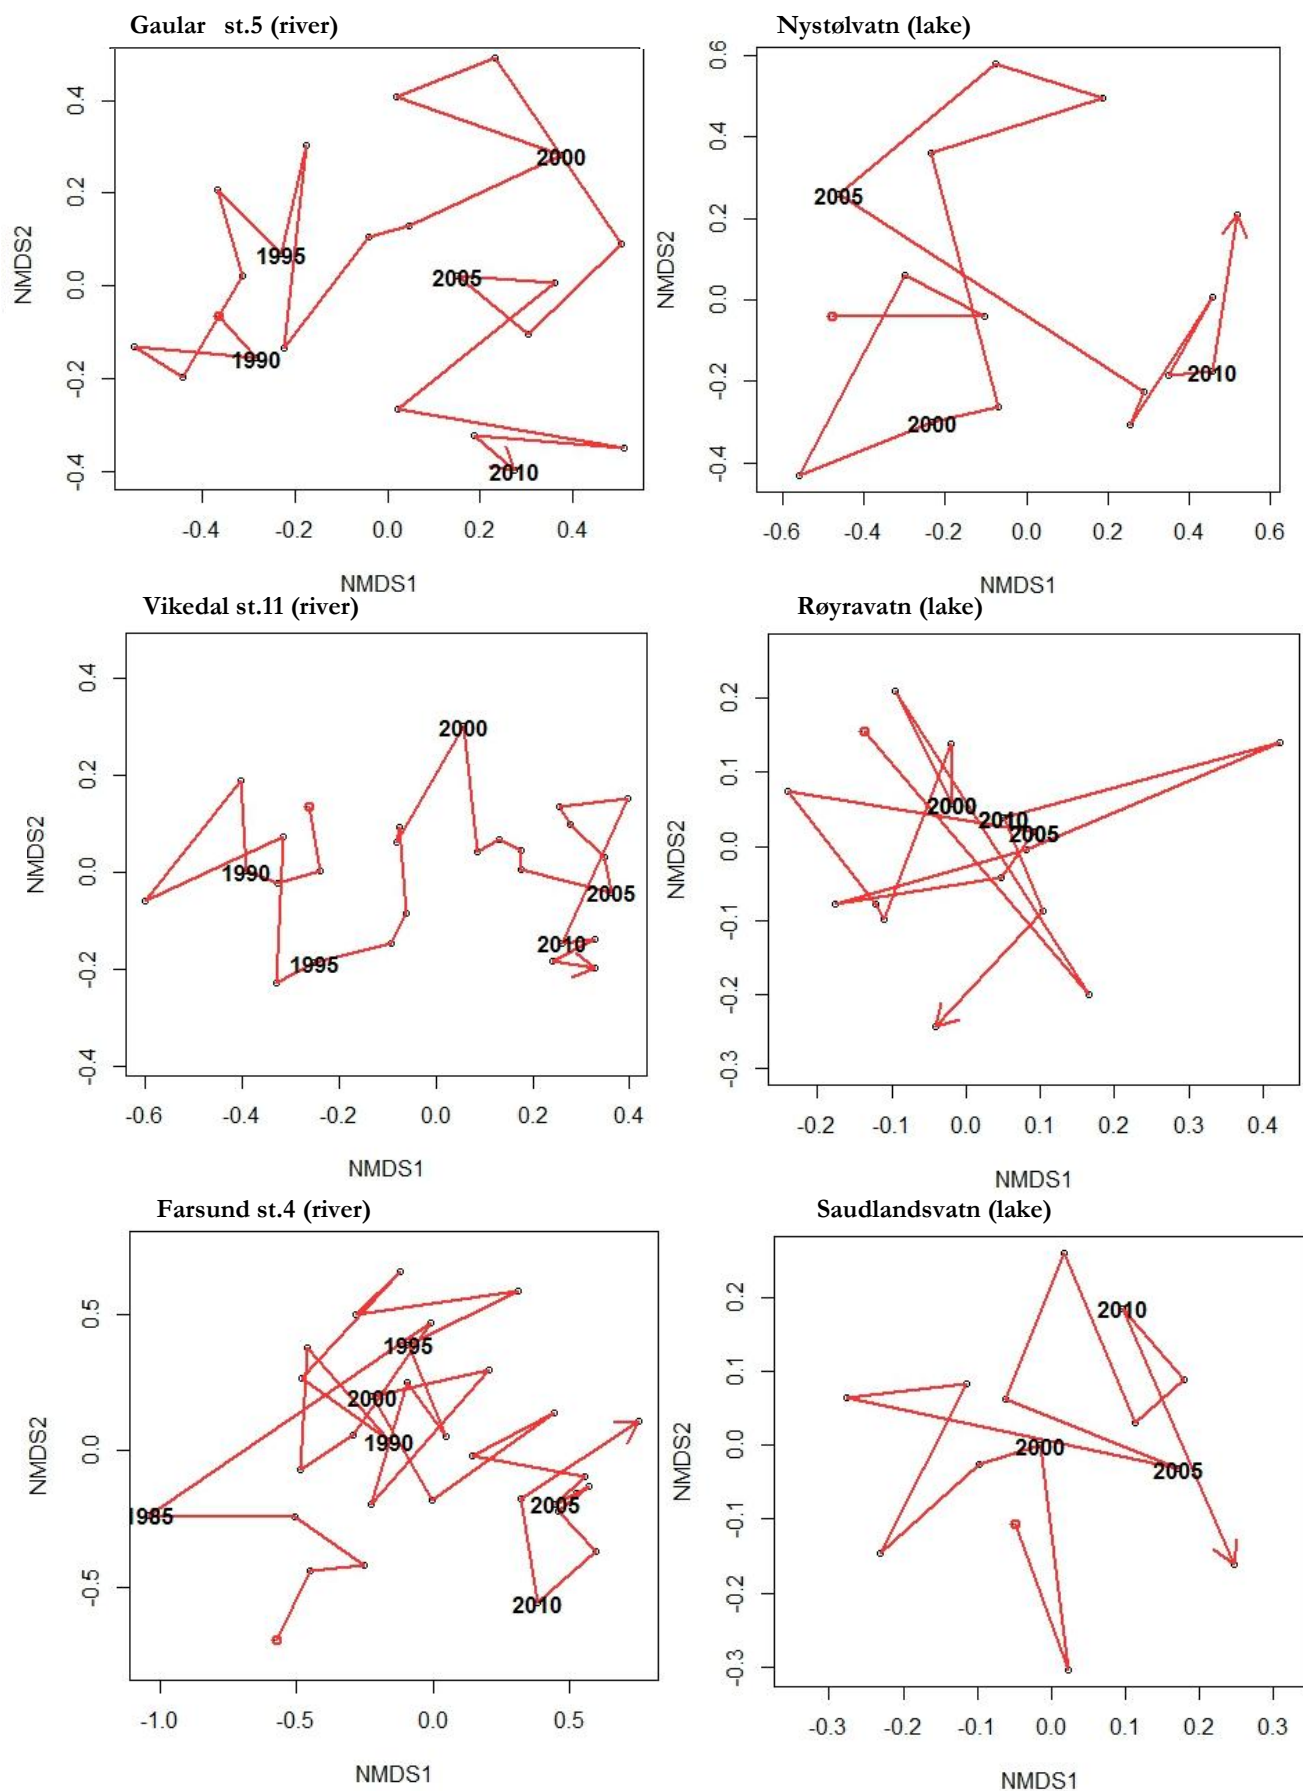 Gaular st.5 (river)
Nystølvatn (lake)
0.4
0.2
0.0
-0.2
-0.4
NMDS2
2000
1995
2005
1990
2010
-0.4 -0.2 0.0 0.2 0.4
NMDS1
0.6
0.4
0.2
0.0
-0.2
-0.4
NMDS2
2005
2010
2000
-0.6 -0.4 -0.2 0.0 0.2 0.4 0.6
NMDS1
Vikedal st.11 (river)
Røyravatn (lake)
0.4
0.2
0.0
-0.2
-0.4
NMDS2
2000
1990
2005
2010
1995
-0.6 -0.4 -0.2 0.0 0.2 0.4
NMDS1
0.2
0.1
0.0
-0.1
-0.2
-0.3
NMDS2
2000
2010
2005
-0.2 -0.1 0.0 0.1 0.2 0.3 0.4
NMDS1
Farsund st.4 (river)
Saudlandsvatn (lake)
0.5
0.0
-0.5
NMDS2
1995
2000
1990
2005
1985
2010
-1.0 -0.5 0.0 0.5
NMDS1
0.2
0.1
0.0
-0.1
-0.2
-0.3
NMDS2
2010
2000
2005
-0.3 -0.2 -0.1 0.0 0.1 0.2 0.3
NMDS1